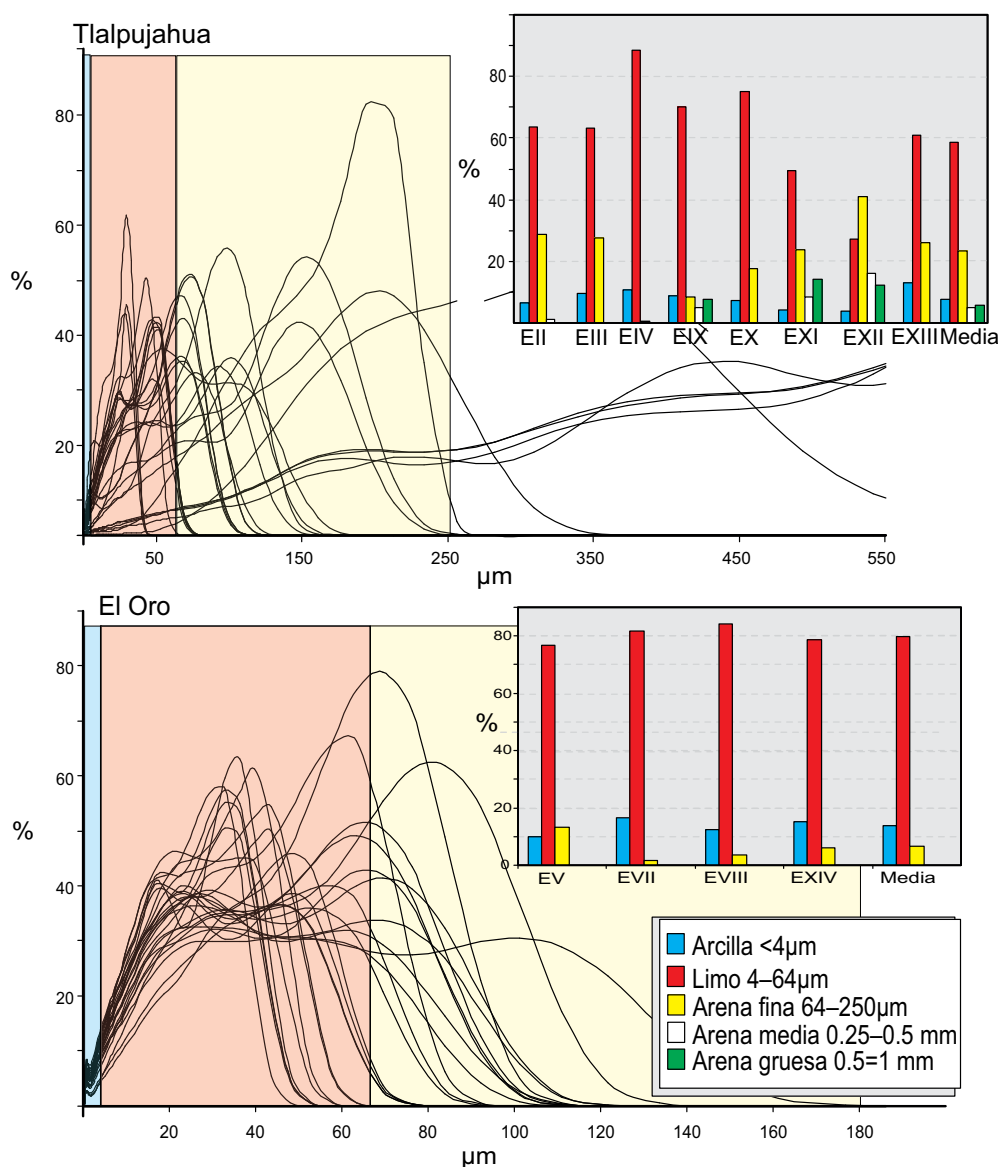 Tlalpujahua
%
80
60
40
20
50
150
250
350
450
550
µm
%
80
60
40
20
EII
EIII
EIV
EIX
EX
EXI
EXII
EXIII
Media
El Oro
%
80
60
40
20
20
40
60
80
100
120
140
160
180
µm
%
80
60
40
20
0
EV
EVII
EVIII
EXIV
Media
Arcilla <4µm
Limo 4–64µm
Arena fina 64–250µm
Arena media 0.25–0.5 mm
Arena gruesa 0.5=1 mm